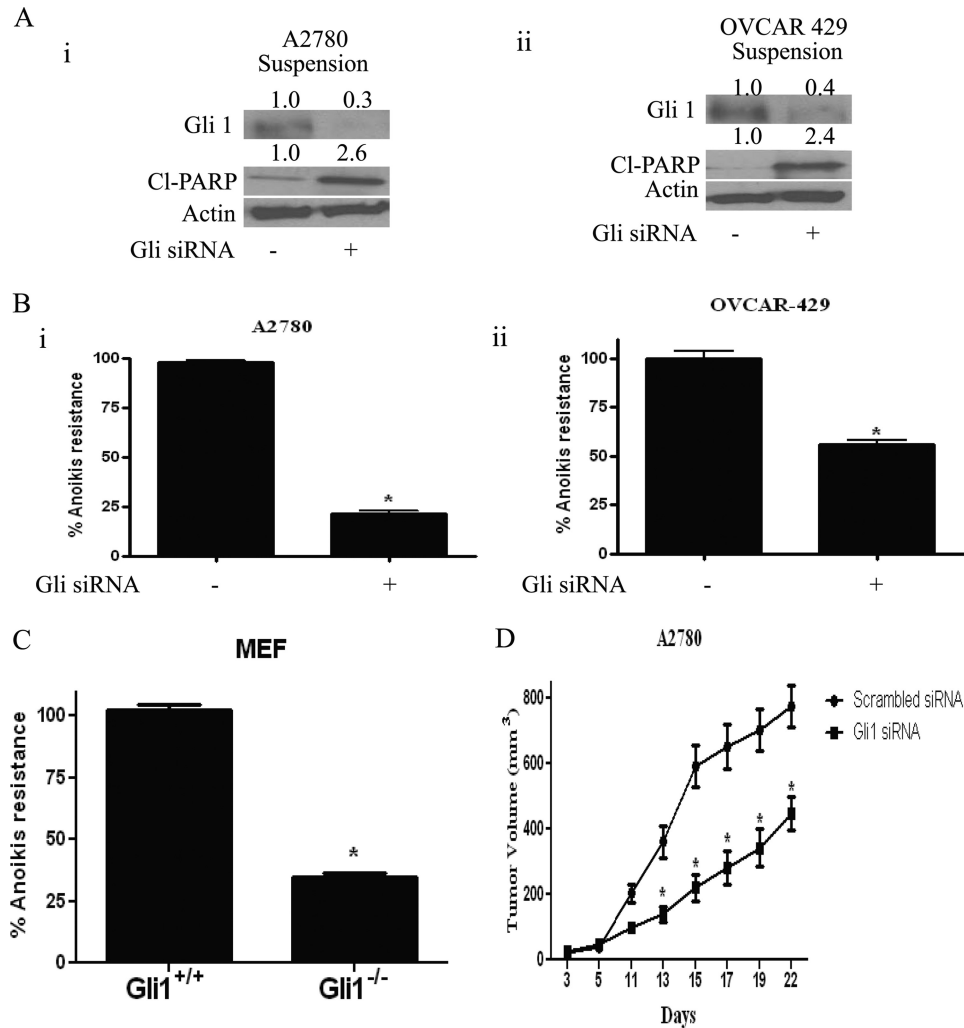 A
i
A2780
Suspension
1.0 0.3
Gli 1
1.0 2.6
Cl-PARP
Actin
Gli siRNA - +
ii
OVCAR 429
Suspension
1.0 0.4
Gli 1
1.0 2.4
Cl-PARP
Actin
Gli siRNA - +
B
i
A2780
% Anoikis resistance
100
75
50
25
0
*
Gli siRNA - +
ii
OVCAR-429
% Anoikis resistance
100
75
50
25
0
*
Gli siRNA - +
C
MEF
% Anoikis resistance
100
75
50
25
0
*
Gli1+/+ Gli1-/-
D
A2780
Tumor Volume (mm3)
800
600
400
200
0
* * * * *
3 5 11 13 15 17 19 22
Days
Scrambled siRNA
Gli1 siRNA